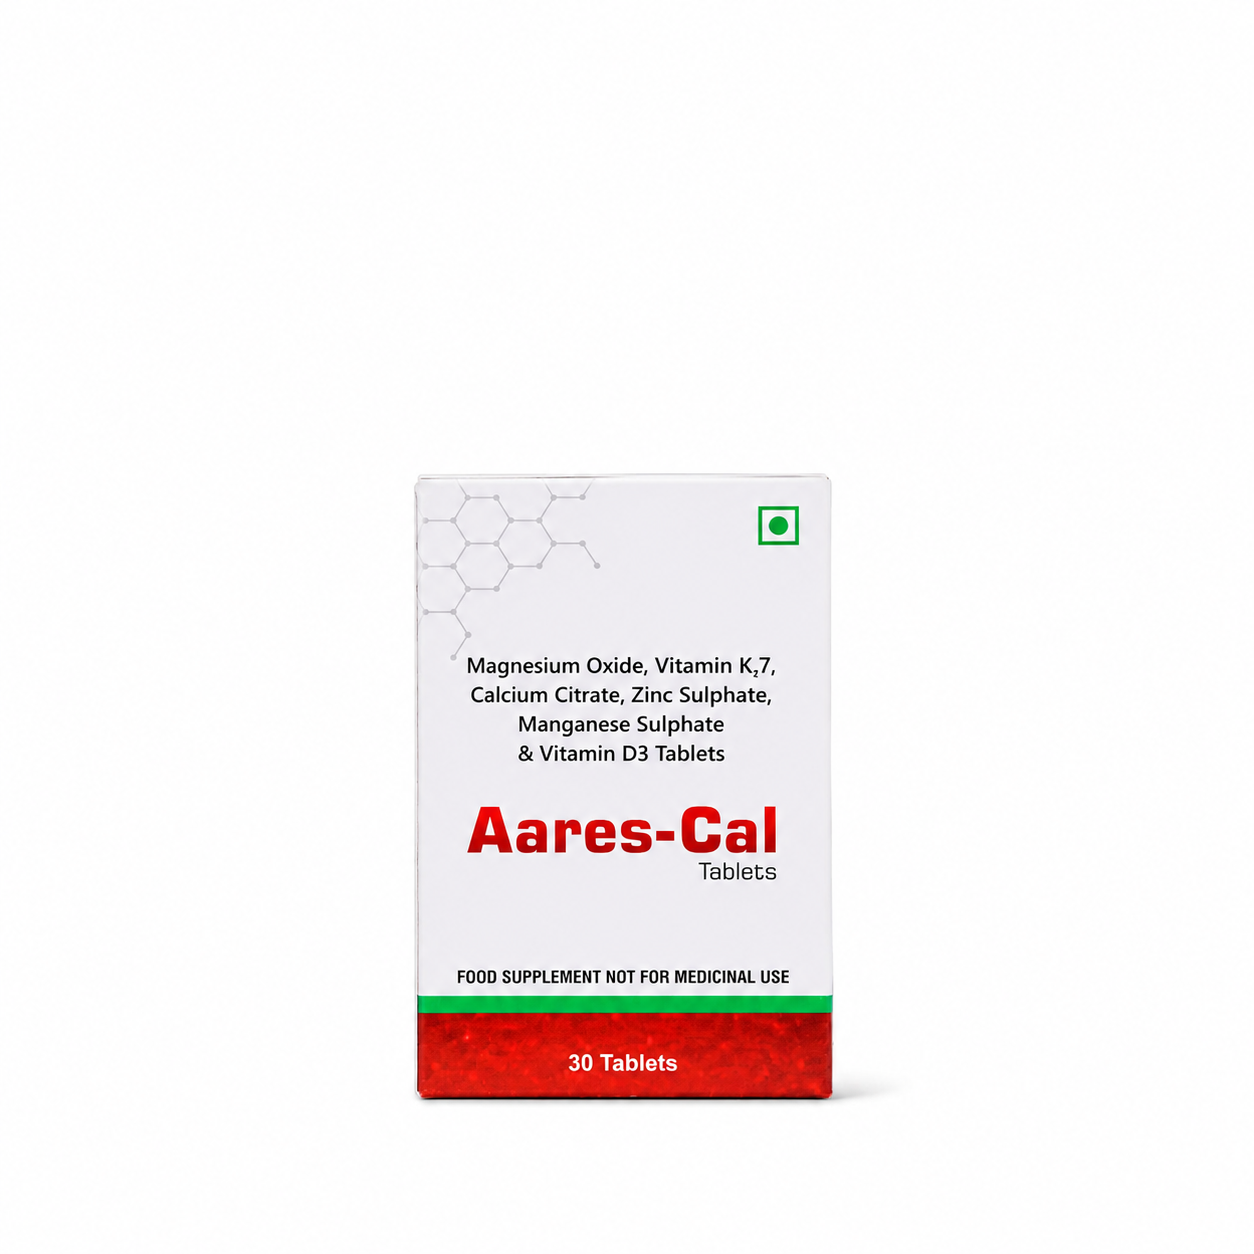 Magnesium Oxide, Vitamin K₂7,
Calcium Citrate, Zinc Sulphate,
Manganese Sulphate
& Vitamin D3 Tablets
Aares-Cal
Tablets
FOOD SUPPLEMENT NOT FOR MEDICINAL USE
30 Tablets